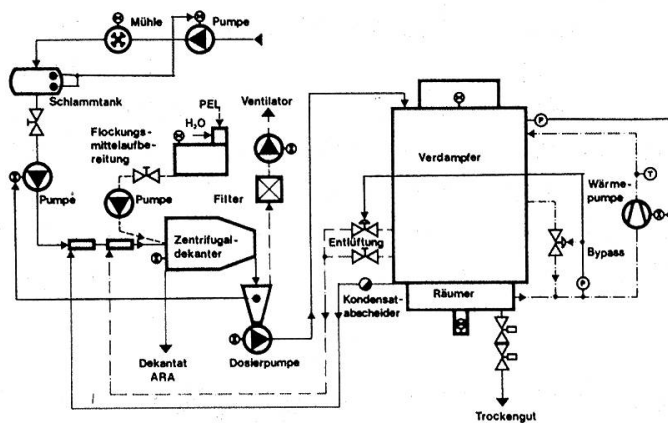 Mühle
Pumpe
Schlammtank
PEL
H₂O
Flockungs-
mittelaufbe-
reitung
Ventilator
Filter
Pumpe
Pumpe
Zentrifugal-
dekanter
Entlüftung
Verdampfer
Wärme-
pumpe
Bypass
Räumer
Kondensat-
abscheider
Dosierpumpe
Dekantat
ARA
Trockengut
M
M
M
M
P
T
P